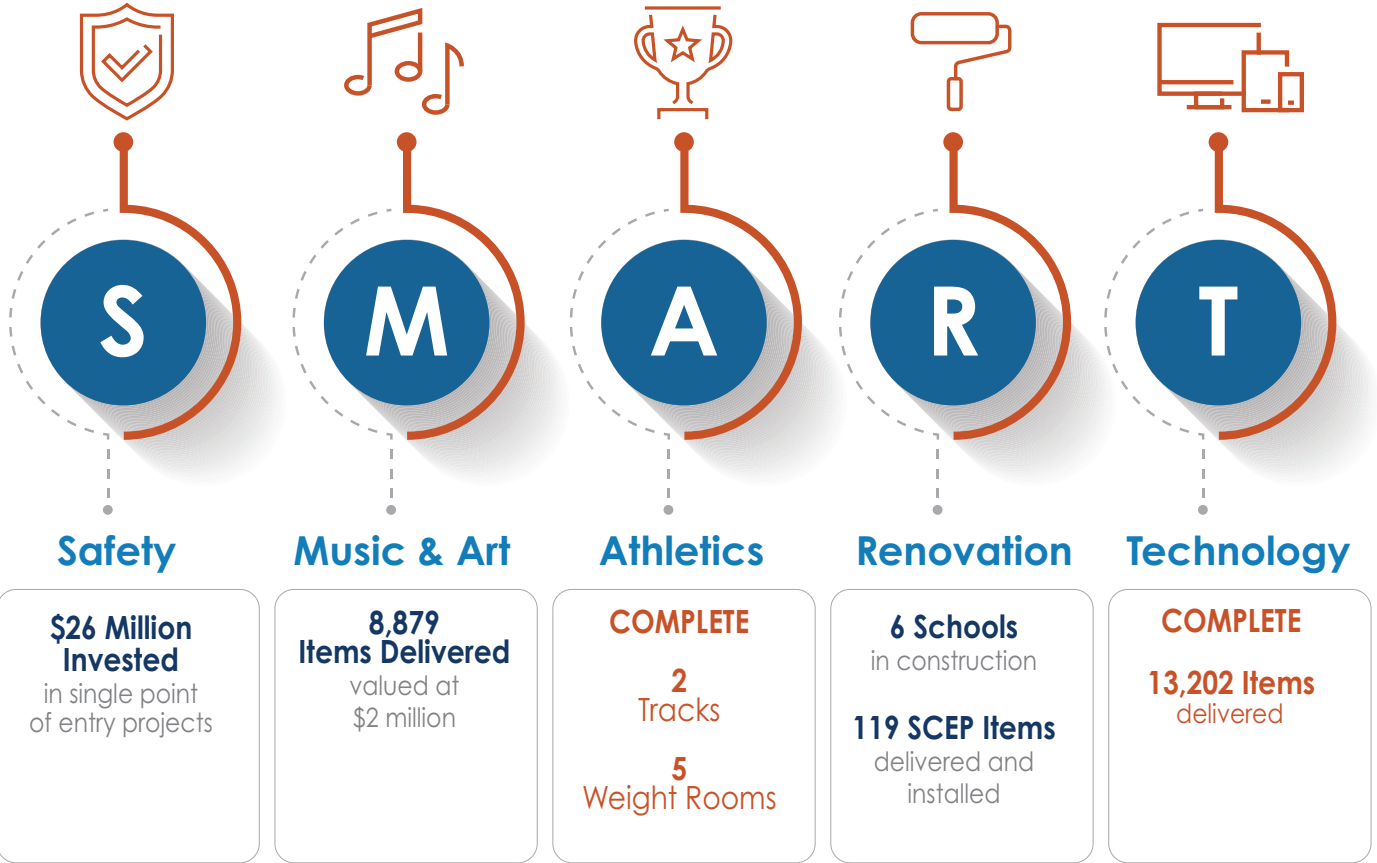 S
M
A
R
T
Safety
Music & Art
Athletics
Renovation
Technology
$26 Million
Invested
in single point
of entry projects
8,879
Items Delivered
valued at
$2 million
COMPLETE
2
Tracks
5
Weight Rooms
6 Schools
in construction
119 SCEP Items
delivered and
installed
COMPLETE
13,202 Items
delivered